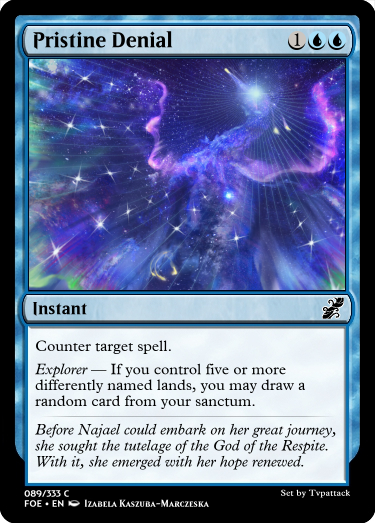 Pristine Denial 1
Instant
Counter target spell.
Explorer — If you control five or more
differently named lands, you may draw a
random card from your sanctum.
Before Najael could embark on her great journey,
she sought the tutelage of the God of the Respite.
With it, she emerged with her hope renewed.
089/333 C
Set by Tvpattack
FOE • EN Izabela Kaszuba-Marczeska